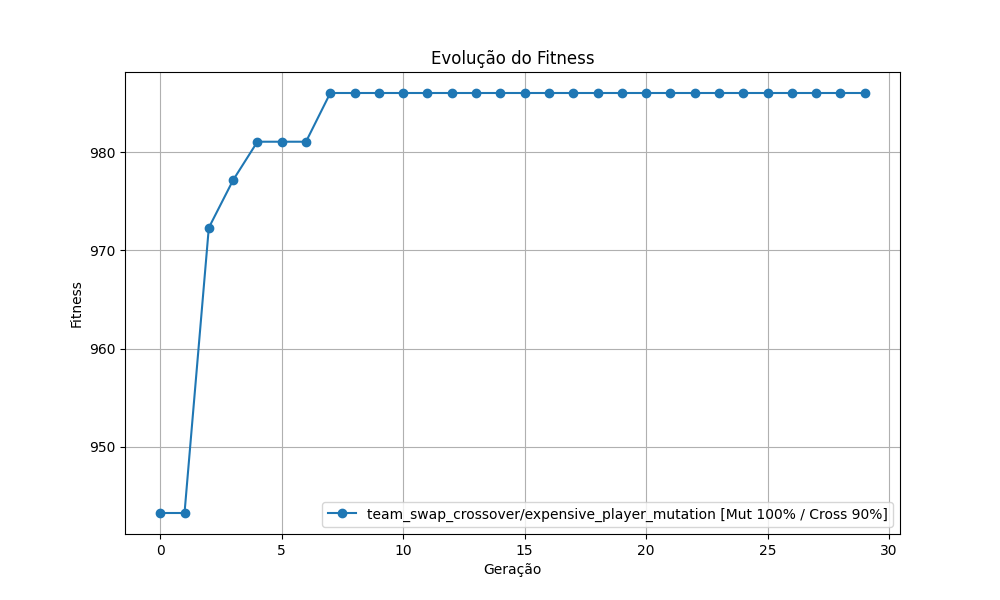 Evolução do Fitness
Fitness
980
970
960
950
0 5 10 15 20 25 30
Geração
team_swap_crossover/expensive_player_mutation [Mut 100% / Cross 90%]